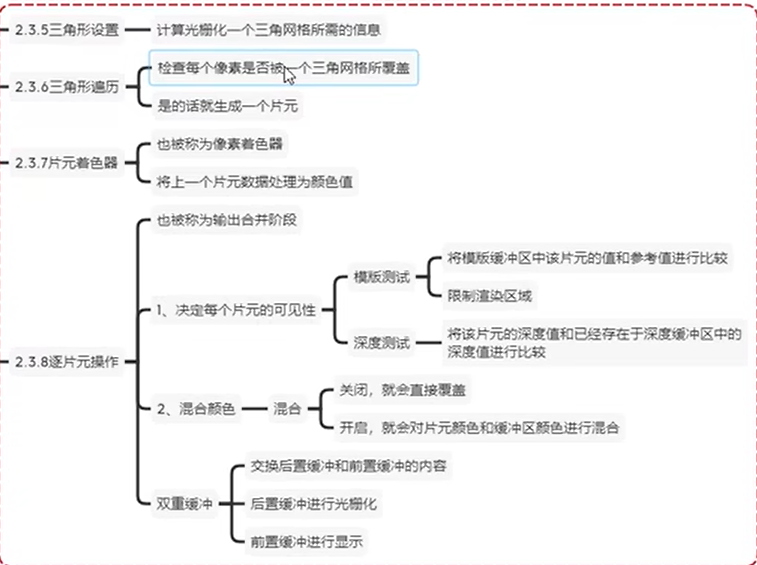 2.3.5三角形设置
计算光栅化一个三角网格所需的信息
2.3.6三角形遍历
检查每个像素是否被一个三角网格所覆盖
是的话就生成一个片元
2.3.7片元着色器
也被称为像素着色器
将上一个片元数据处理为颜色值
2.3.8逐片元操作
也被称为输出合并阶段
1、决定每个片元的可见性
模版测试
将模版缓冲区中该片元的值和参考值进行比较
限制渲染区域
深度测试
将该片元的深度值和已经存在于深度缓冲区中的
深度值进行比较
2、混合颜色
混合
关闭，就会直接覆盖
开启，就会对片元颜色和缓冲区颜色进行混合
双重缓冲
交换后置缓冲和前置缓冲的内容
后置缓冲进行光栅化
前置缓冲进行显示